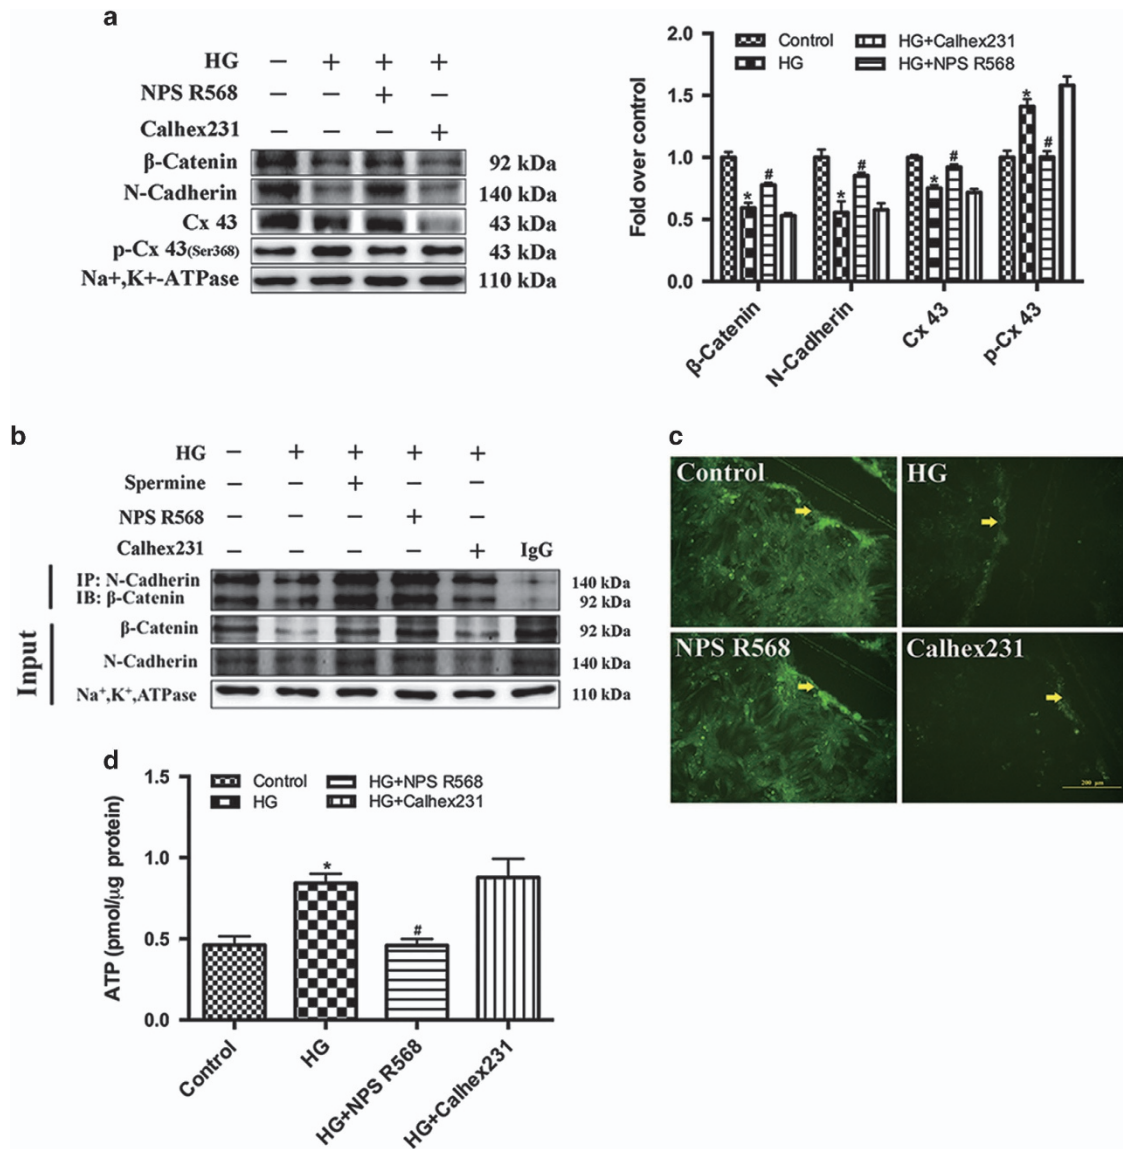 a
HG − + + +
NPS R568 − − + −
Calhex231 − − − +
β-Catenin 92 kDa
N-Cadherin 140 kDa
Cx 43 43 kDa
p-Cx 43(Ser368) 43 kDa
Na+,K+-ATPase 110 kDa
Control HG+Calhex231
HG HG+NPS R568
Fold over control
2.0
1.5
1.0
0.5
0.0
* # * # * # * #
β-Catenin N-Cadherin Cx 43 p-Cx 43
b
HG − + + + +
Spermine − − + − −
NPS R568 − − − + −
Calhex231 − − − − + IgG
IP: N-Cadherin 140 kDa
IB: β-Catenin 92 kDa
Input
β-Catenin 92 kDa
N-Cadherin 140 kDa
Na+,K+,ATPase 110 kDa
c
Control HG
NPS R568 Calhex231
200 μm
d
Control HG+NPS R568
HG HG+Calhex231
ATP (pmol/μg protein)
1.5
1.0
0.5
0.0
* #
Control HG HG+NPS R568 HG+Calhex231